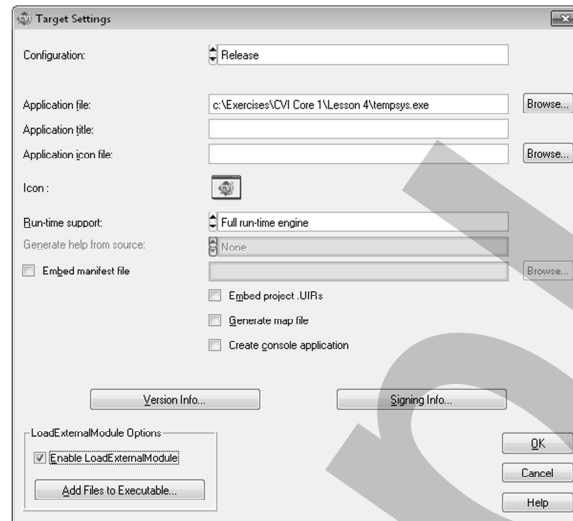 Target Settings
Configuration:
Release
Application file:
c:\Exercises\CVI Core 1\Lesson 4\tempsys.exe
Browse...
Application title:
Application icon file:
Browse...
Icon :
Run-time support:
Full run-time engine
Generate help from source:
None
Embed manifest file
Browse...
Embed project .UIRs
Generate map file
Create console application
Version Info...
Signing Info...
LoadExternalModule Options
Enable LoadExternalModule
Add Files to Executable...
OK
Cancel
Help